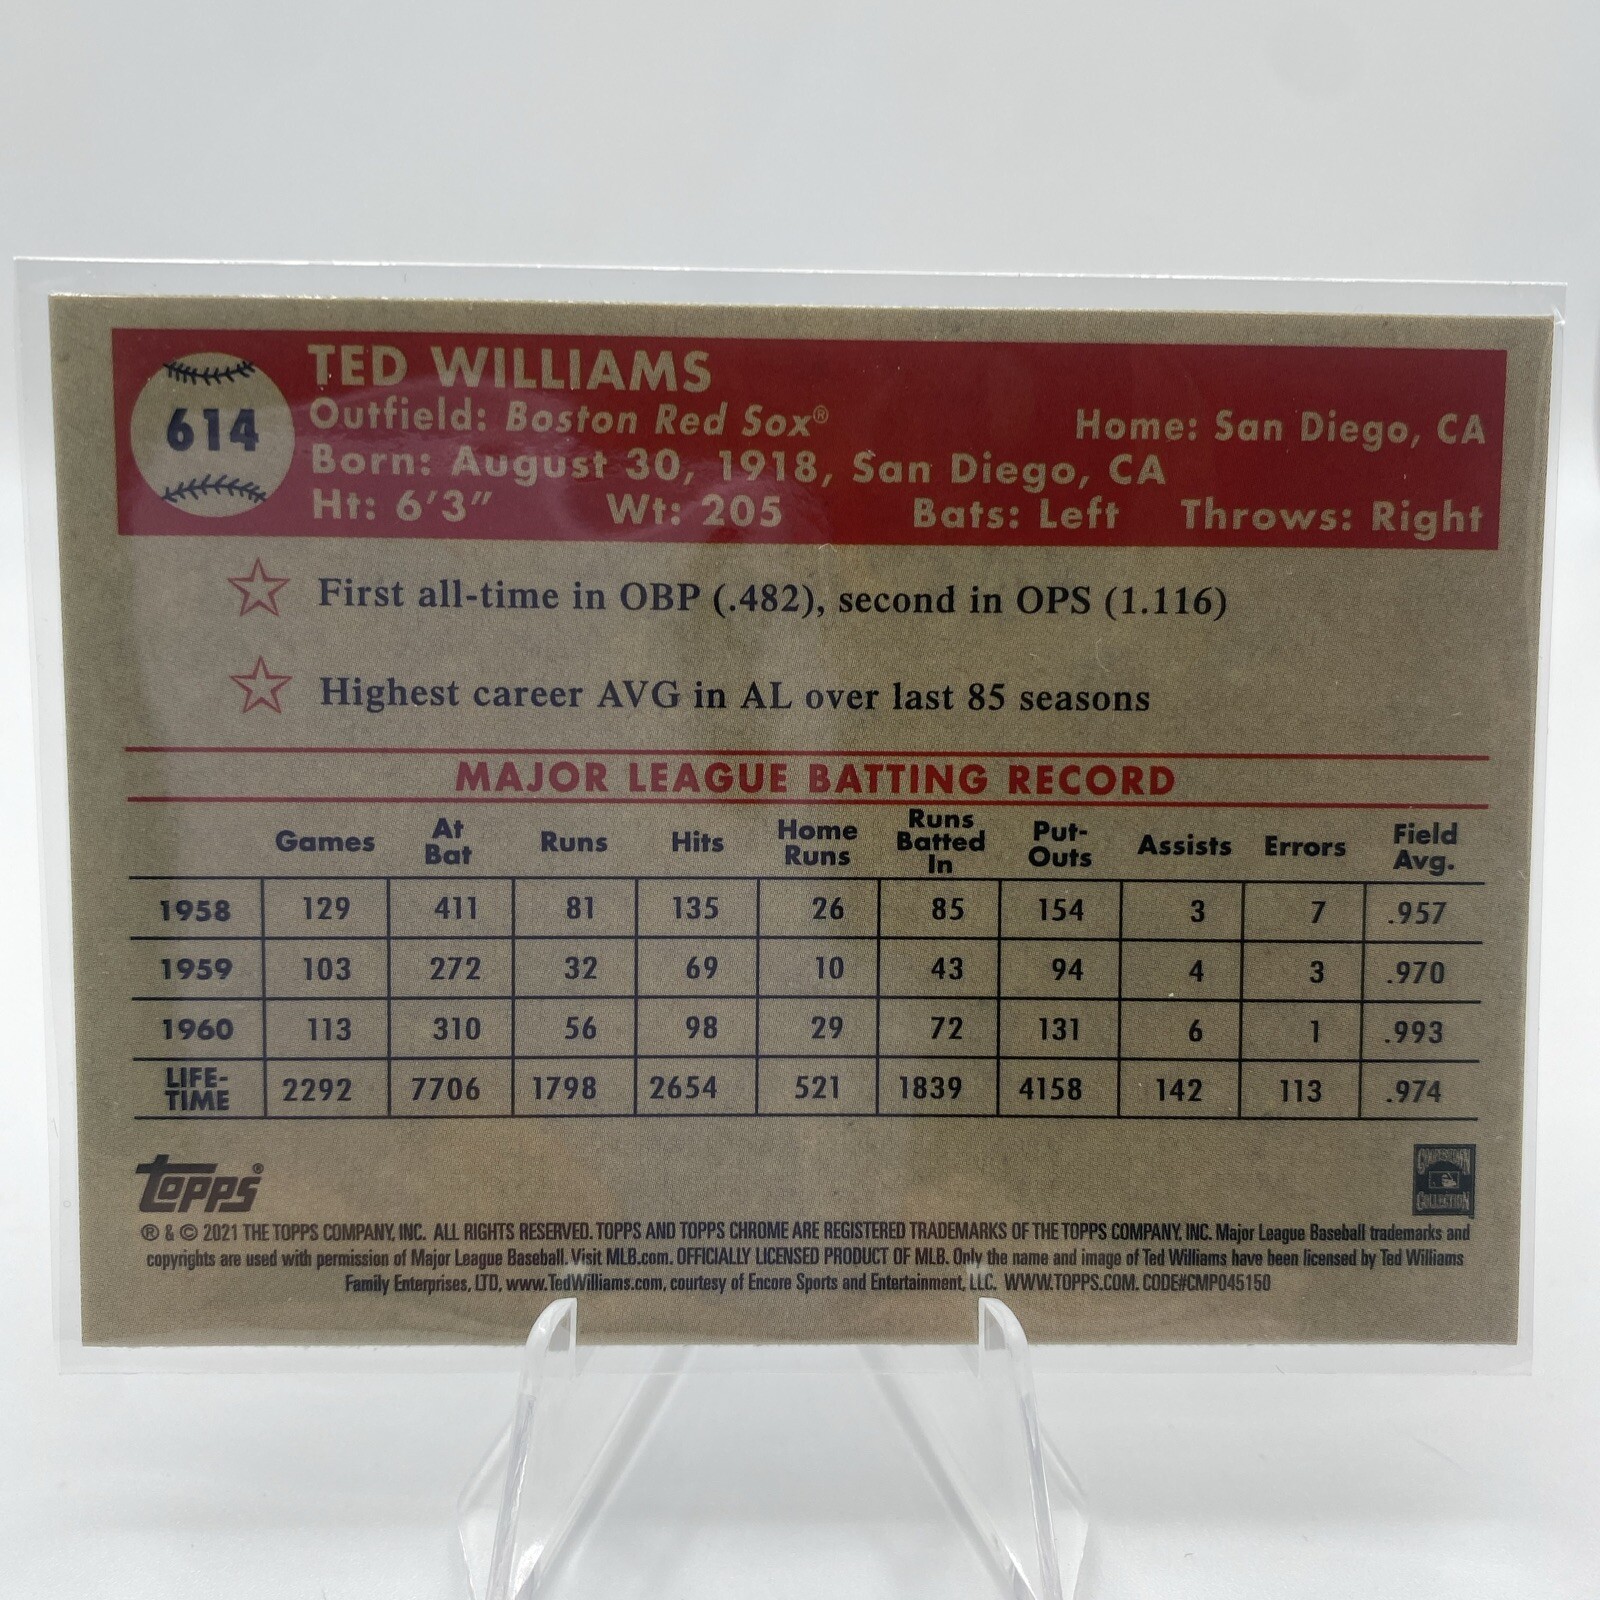 614
TED WILLIAMS
Outfield: Boston Red Sox®
Home: San Diego, CA
Born: August 30, 1918, San Diego, CA
Ht: 6'3" Wt: 205 Bats: Left Throws: Right
First all-time in OBP (.482), second in OPS (1.116)
Highest career AVG in AL over last 85 seasons
MAJOR LEAGUE BATTING RECORD
Games At Bat Runs Hits Home Runs Runs Batted In Put-Outs Assists Errors Field Avg.
1958 129 411 81 135 26 85 154 3 7 .957
1959 103 272 32 69 10 43 94 4 3 .970
1960 113 310 56 98 29 72 131 6 1 .993
LIFE-TIME 2292 7706 1798 2654 521 1839 4158 142 113 .974
topps®
COOPERSTOWN
COLLECTION
® & © 2021 THE TOPPS COMPANY, INC. ALL RIGHTS RESERVED. TOPPS AND TOPPS CHROME ARE REGISTERED TRADEMARKS OF THE TOPPS COMPANY, INC. Major League Baseball trademarks and
copyrights are used with permission of Major League Baseball. Visit MLB.com. OFFICIALLY LICENSED PRODUCT OF MLB. Only the name and image of Ted Williams have been licensed by Ted Williams
Family Enterprises, LTD, www.TedWilliams.com, courtesy of Encore Sports and Entertainment, LLC. WWW.TOPPS.COM. CODE#CMP045150